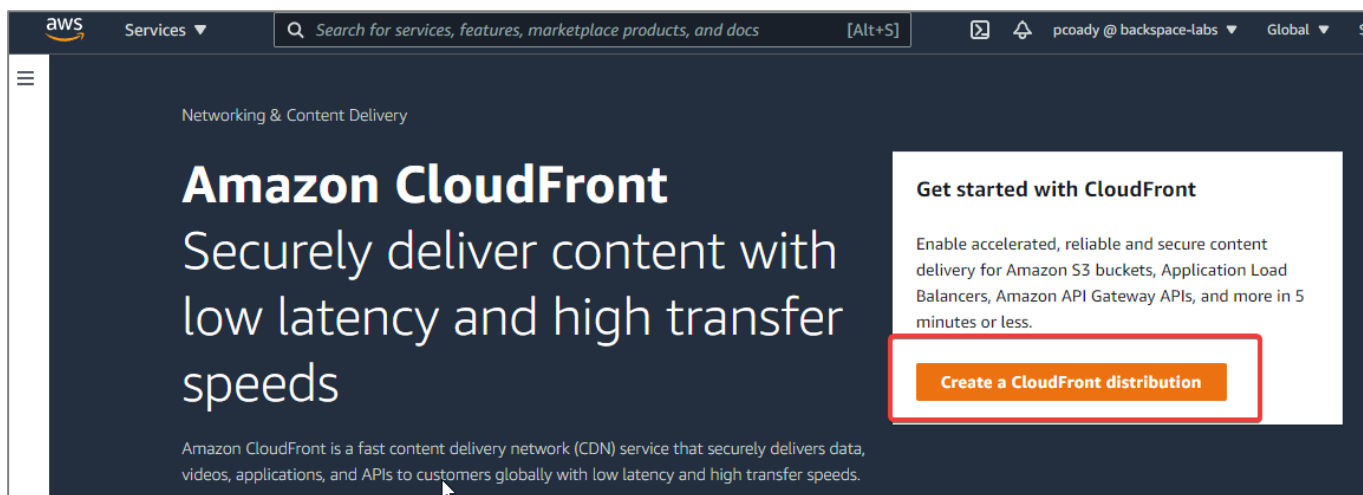 aws Services ▼ Search for services, features, marketplace products, and docs [Alt+S] pcoady @ backspace-labs ▼ Global ▼
Networking & Content Delivery
Amazon CloudFront
Securely deliver content with
low latency and high transfer
speeds
Amazon CloudFront is a fast content delivery network (CDN) service that securely delivers data,
videos, applications, and APIs to customers globally with low latency and high transfer speeds.
Get started with CloudFront
Enable accelerated, reliable and secure content
delivery for Amazon S3 buckets, Application Load
Balancers, Amazon API Gateway APIs, and more in 5
minutes or less.
Create a CloudFront distribution